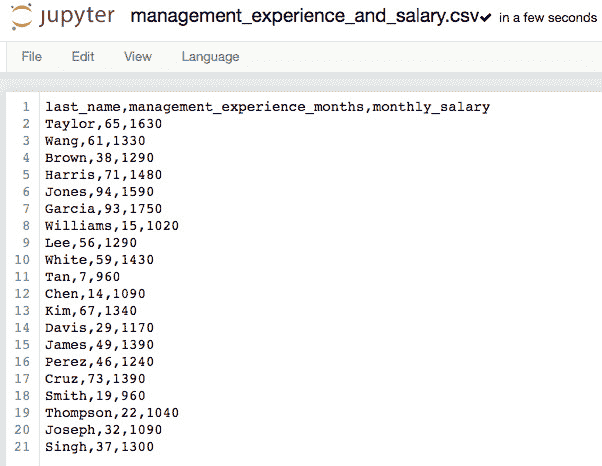 jupyter management_experience_and_salary.csv✔ in a few seconds
File Edit View Language
1 last_name,management_experience_months,monthly_salary
2 Taylor,65,1630
3 Wang,61,1330
4 Brown,38,1290
5 Harris,71,1480
6 Jones,94,1590
7 Garcia,93,1750
8 Williams,15,1020
9 Lee,56,1290
10 White,59,1430
11 Tan,7,960
12 Chen,14,1090
13 Kim,67,1340
14 Davis,29,1170
15 James,49,1390
16 Perez,46,1240
17 Cruz,73,1390
18 Smith,19,960
19 Thompson,22,1040
20 Joseph,32,1090
21 Singh,37,1300